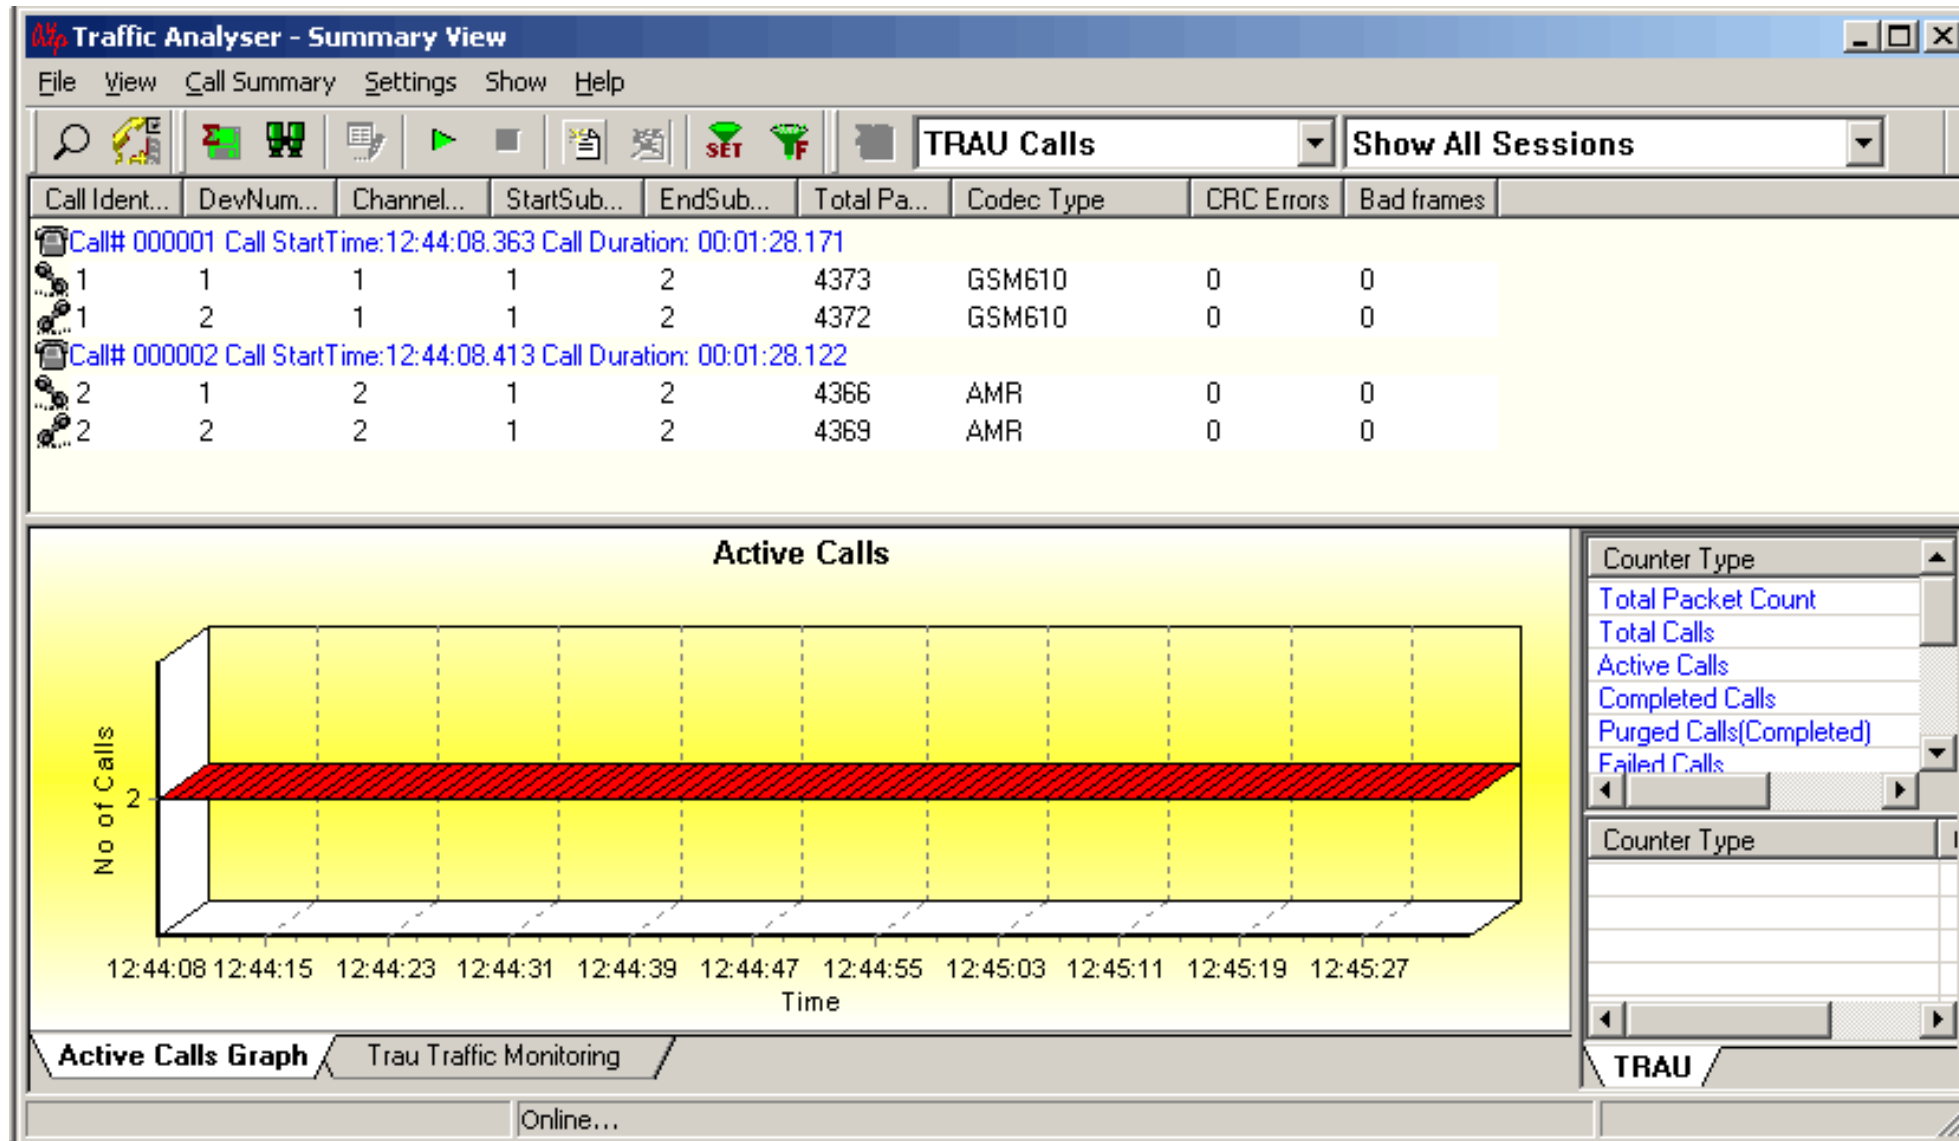 Traffic Analyser - Summary View
File View Call Summary Settings Show Help
SET F TRAU Calls Show All Sessions
Call Ident... DevNum... Channel... StartSub... EndSub... Total Pa... Codec Type CRC Errors Bad frames
Call# 000001 Call StartTime:12:44:08.363 Call Duration: 00:01:28.171
1 1 1 1 2 4373 GSM610 0 0
1 2 1 1 2 4372 GSM610 0 0
Call# 000002 Call StartTime:12:44:08.413 Call Duration: 00:01:28.122
2 1 2 1 2 4366 AMR 0 0
2 2 2 1 2 4369 AMR 0 0
Active Calls
No of Calls
2
12:44:08 12:44:15 12:44:23 12:44:31 12:44:39 12:44:47 12:44:55 12:45:03 12:45:11 12:45:19 12:45:27
Time
Active Calls Graph Trau Traffic Monitoring
Counter Type
Total Packet Count
Total Calls
Active Calls
Completed Calls
Purged Calls(Completed)
Failed Calls
Counter Type
TRAU
Online...